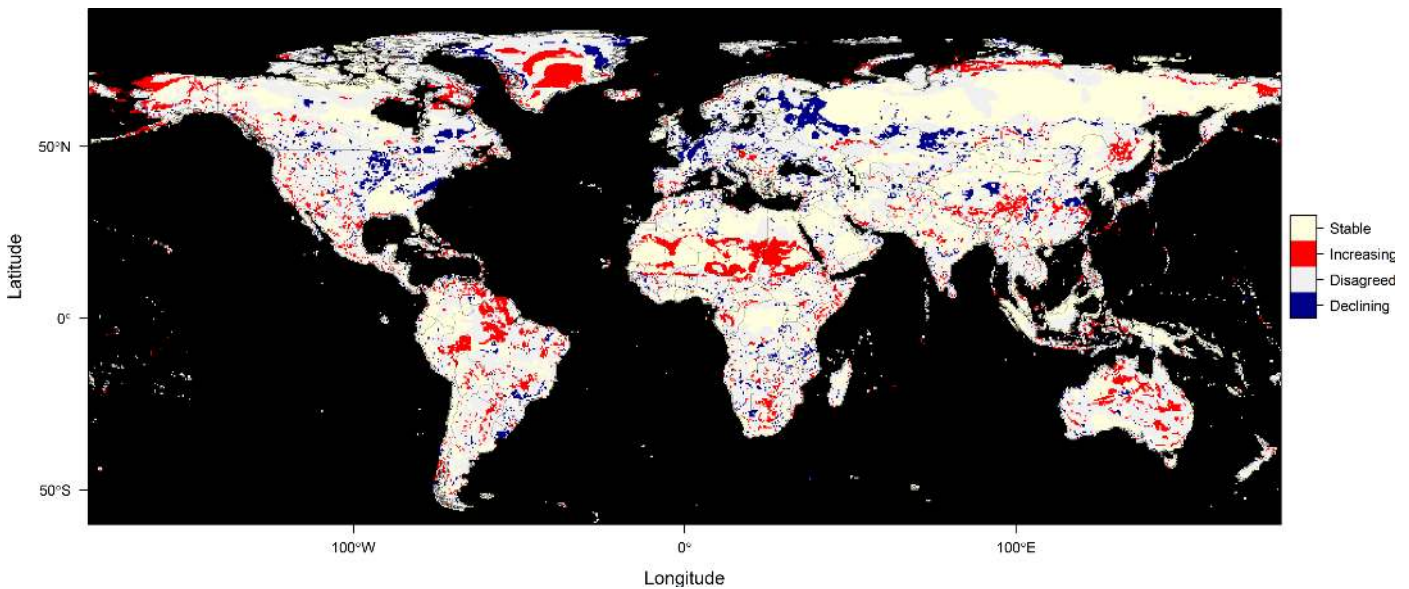 50°N
0°
50°S
Latitude
100°W
0°
100°E
Longitude
Stable
Increasing
Disagreed
Declining